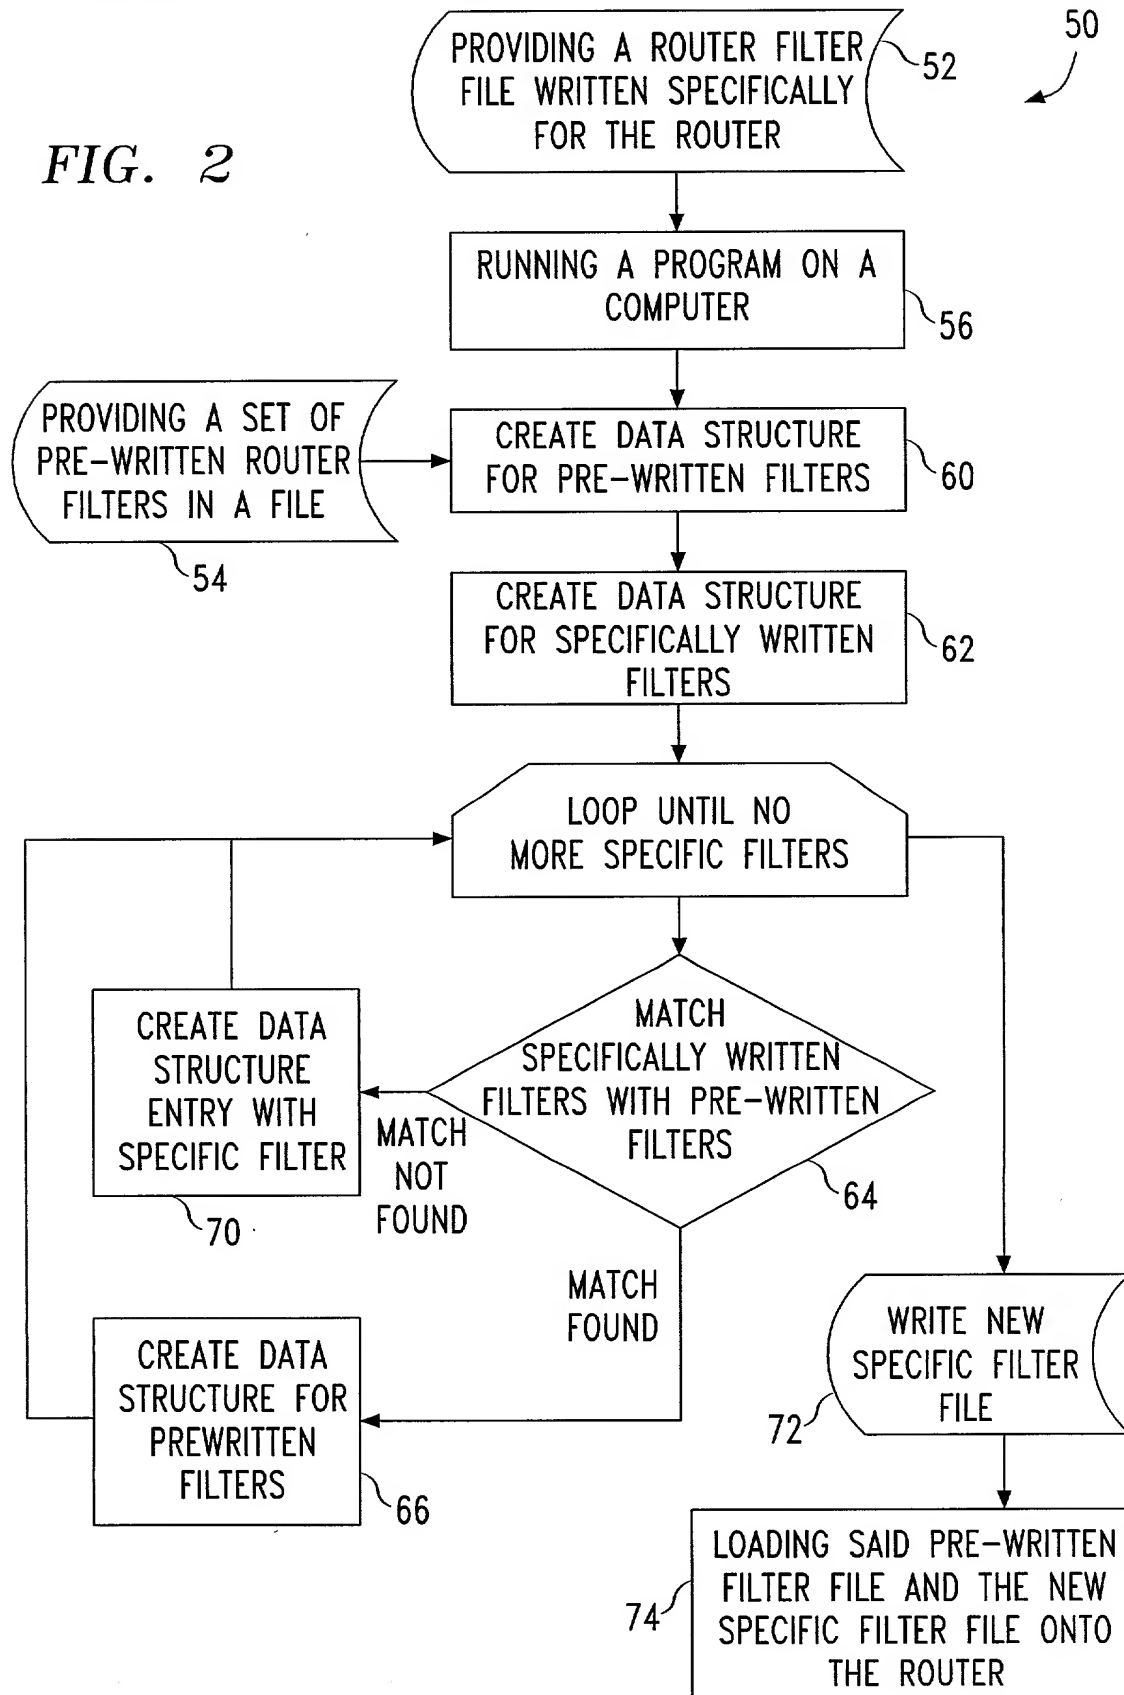 FIG. 2
50
PROVIDING A ROUTER FILTER
FILE WRITTEN SPECIFICALLY
FOR THE ROUTER
52
RUNNING A PROGRAM ON A
COMPUTER
56
PROVIDING A SET OF
PRE-WRITTEN ROUTER
FILTERS IN A FILE
54
CREATE DATA STRUCTURE
FOR PRE-WRITTEN FILTERS
60
CREATE DATA STRUCTURE
FOR SPECIFICALLY WRITTEN
FILTERS
62
LOOP UNTIL NO
MORE SPECIFIC FILTERS
MATCH
SPECIFICALLY WRITTEN
FILTERS WITH PRE-WRITTEN
FILTERS
64
MATCH
NOT
FOUND
CREATE DATA
STRUCTURE
ENTRY WITH
SPECIFIC FILTER
70
MATCH
FOUND
CREATE DATA
STRUCTURE FOR
PREWRITTEN
FILTERS
66
WRITE NEW
SPECIFIC FILTER
FILE
72
LOADING SAID PRE-WRITTEN
FILTER FILE AND THE NEW
SPECIFIC FILTER FILE ONTO
THE ROUTER
74